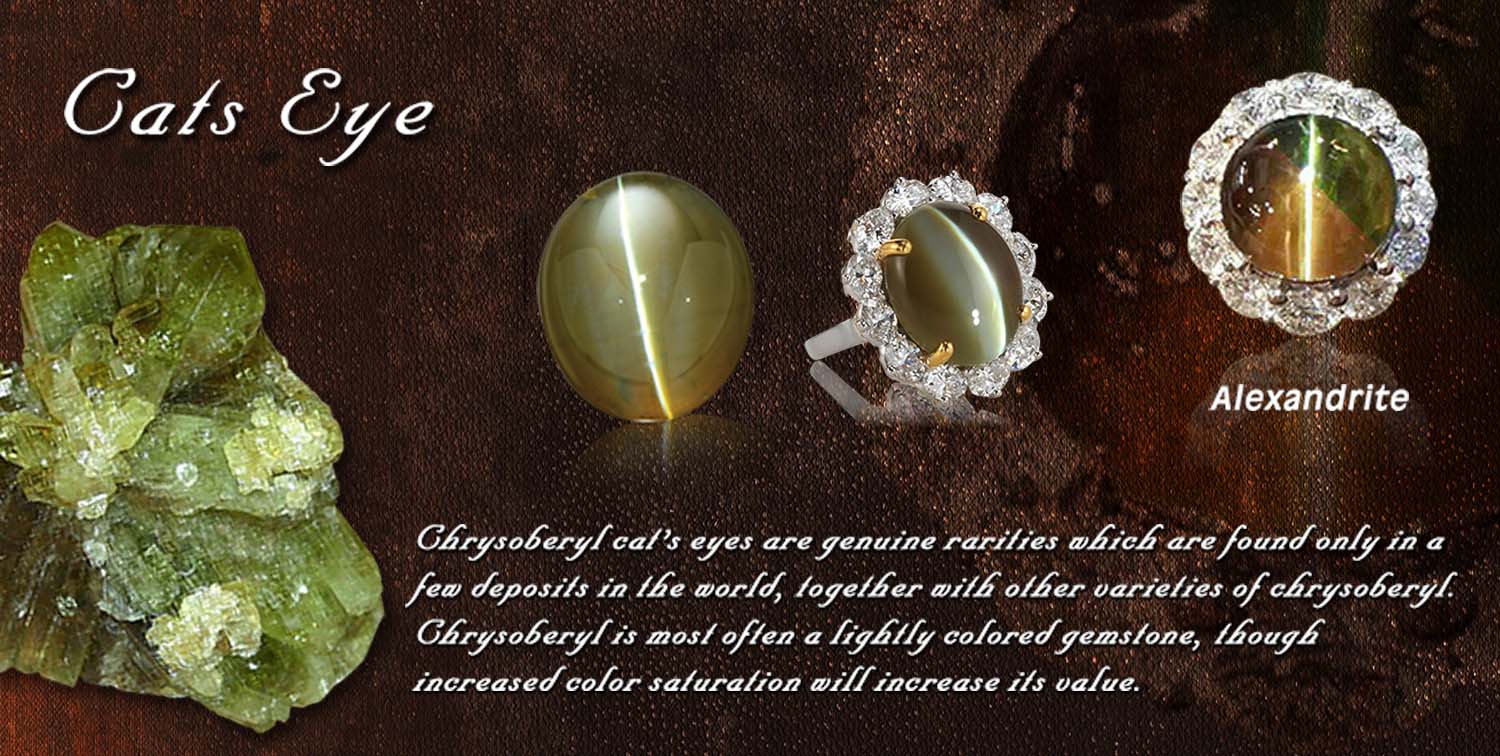 Cats Eye
Alexandrite
Chrysoberyl cat's eyes are genuine rarities which are found only in a
few deposits in the world, together with other varieties of chrysoberyl.
Chrysoberyl is most often a lightly colored gemstone, though
increased color saturation will increase its value.